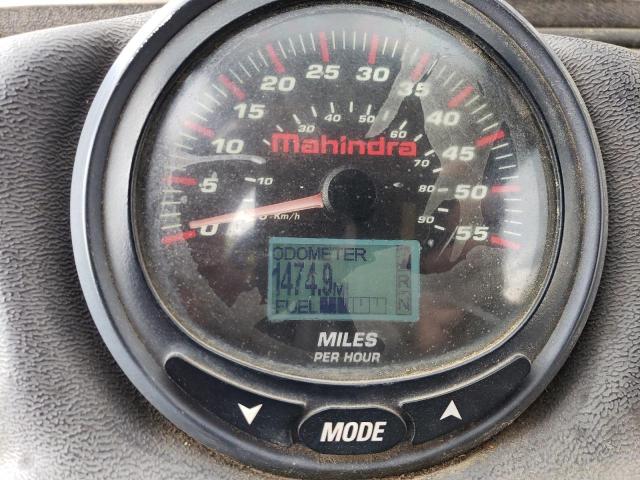 0 5 10 15 20 25 30 35 40 45 50 55
10 30 40 50 60 70 80 90
Km/h
Mahindra
ODOMETER
1474.9M
FUEL
R
N
MILES
PER HOUR
MODE